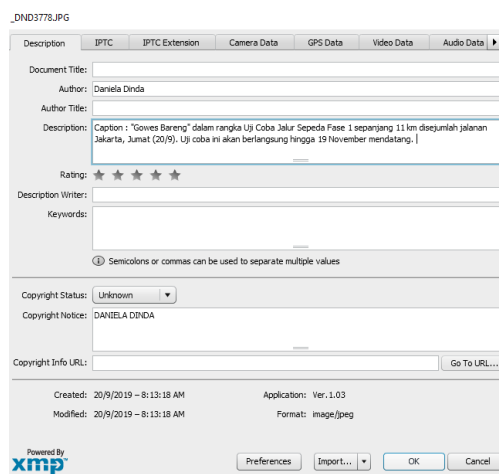 _DND3778.JPG
Description IPTC IPTC Extension Camera Data GPS Data Video Data Audio Data
Document Title:
Author: Daniela Dinda
Author Title:
Description: Caption : "Gowes Bareng" dalam rangka Uji Coba Jalur Sepeda Fase 1 sepanjang 11 km disejumlah jalanan
Jakarta, Jumat (20/9). Uji coba ini akan berlangsung hingga 19 November mendatang.
Rating:
Description Writer:
Keywords:
Semicolons or commas can be used to separate multiple values
Copyright Status: Unknown
Copyright Notice: DANIELA DINDA
Copyright Info URL: Go To URL...
Created: 20/9/2019 – 8:13:18 AM Application: Ver.1.03
Modified: 20/9/2019 – 8:13:18 AM Format: image/jpeg
Powered By
xmp Preferences Import... OK Cancel